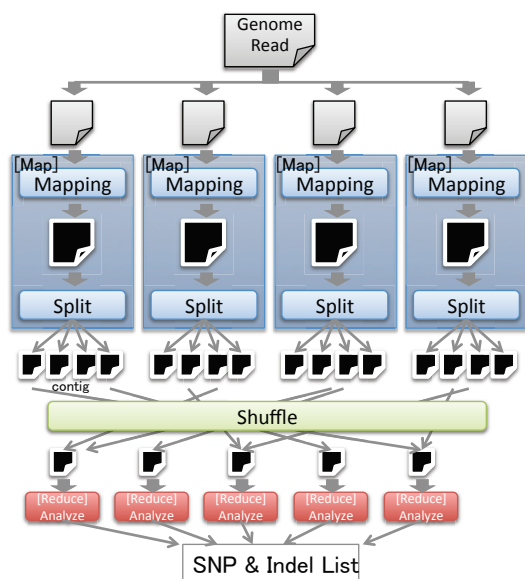 Genome
Read
[Map]
Mapping
Split
[Map]
Mapping
Split
[Map]
Mapping
Split
[Map]
Mapping
Split
contig
Shuffle
[Reduce]
Analyze
[Reduce]
Analyze
[Reduce]
Analyze
[Reduce]
Analyze
[Reduce]
Analyze
SNP & Indel List